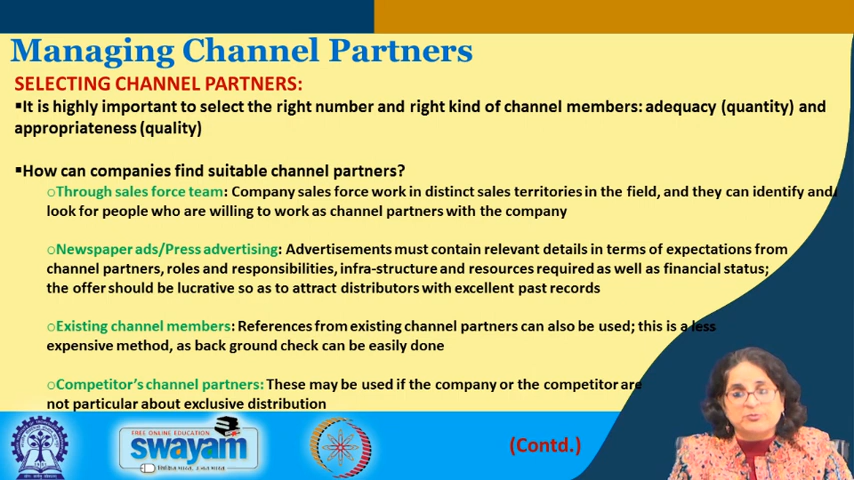 Managing Channel Partners
SELECTING CHANNEL PARTNERS:
▪It is highly important to select the right number and right kind of channel members: adequacy (quantity) and
appropriateness (quality)
▪How can companies find suitable channel partners?
oThrough sales force team: Company sales force work in distinct sales territories in the field, and they can identify and
look for people who are willing to work as channel partners with the company
oNewspaper ads/Press advertising: Advertisements must contain relevant details in terms of expectations from
channel partners, roles and responsibilities, infra-structure and resources required as well as financial status;
the offer should be lucrative so as to attract distributors with excellent past records
oExisting channel members: References from existing channel partners can also be used; this is a less
expensive method, as back ground check can be easily done
oCompetitor's channel partners: These may be used if the company or the competitor are
not particular about exclusive distribution
FREE ONLINE EDUCATION
swayam
(Contd.)